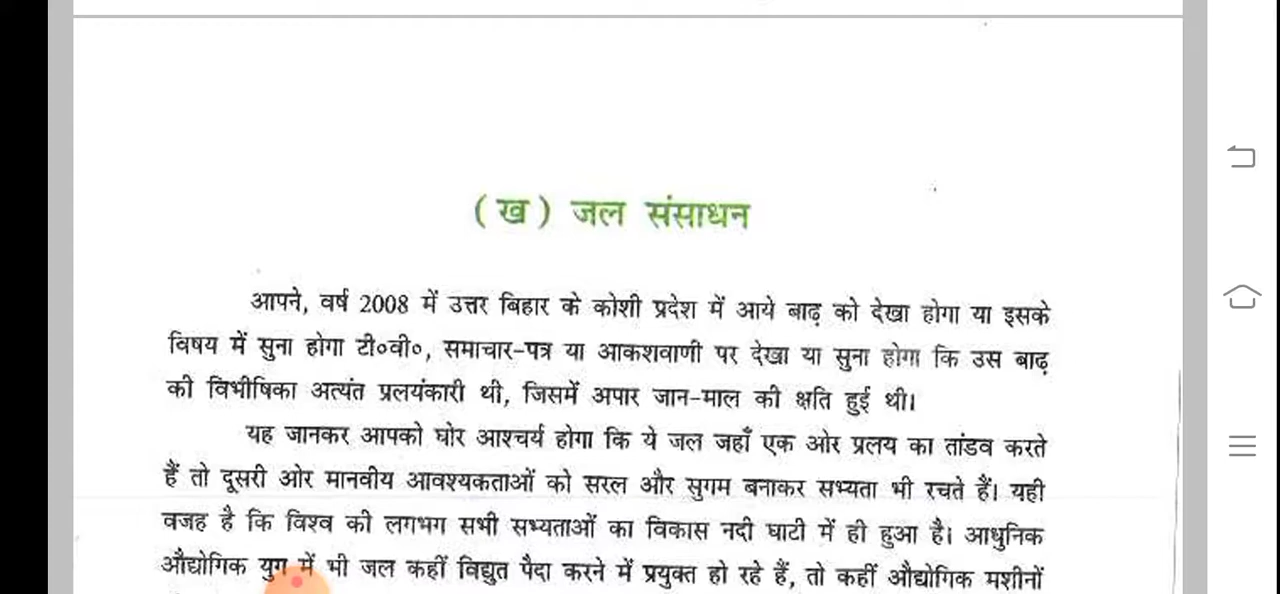 (ख) जल संसाधन
आपने, वर्ष 2008 में उत्तर बिहार के कोशी प्रदेश में आये बाढ़ को देखा होगा या इसके
विषय में सुना होगा टी०वी०, समाचार-पत्र या आकशवाणी पर देखा या सुना होगा कि उस बाढ़
की विभीषिका अत्यंत प्रलयंकारी थी, जिसमें अपार जान-माल की क्षति हुई थी।
यह जानकर आपको घोर आश्चर्य होगा कि ये जल जहाँ एक ओर प्रलय का तांडव करते
हैं तो दूसरी ओर मानवीय आवश्यकताओं को सरल और सुगम बनाकर सभ्यता भी रचते हैं। यही
वजह है कि विश्व की लगभग सभी सभ्यताओं का विकास नदी घाटी में ही हुआ है। आधुनिक
औद्योगिक युग में भी जल कहीं विद्युत पैदा करने में प्रयुक्त हो रहे हैं, तो कहीं औद्योगिक मशीनों